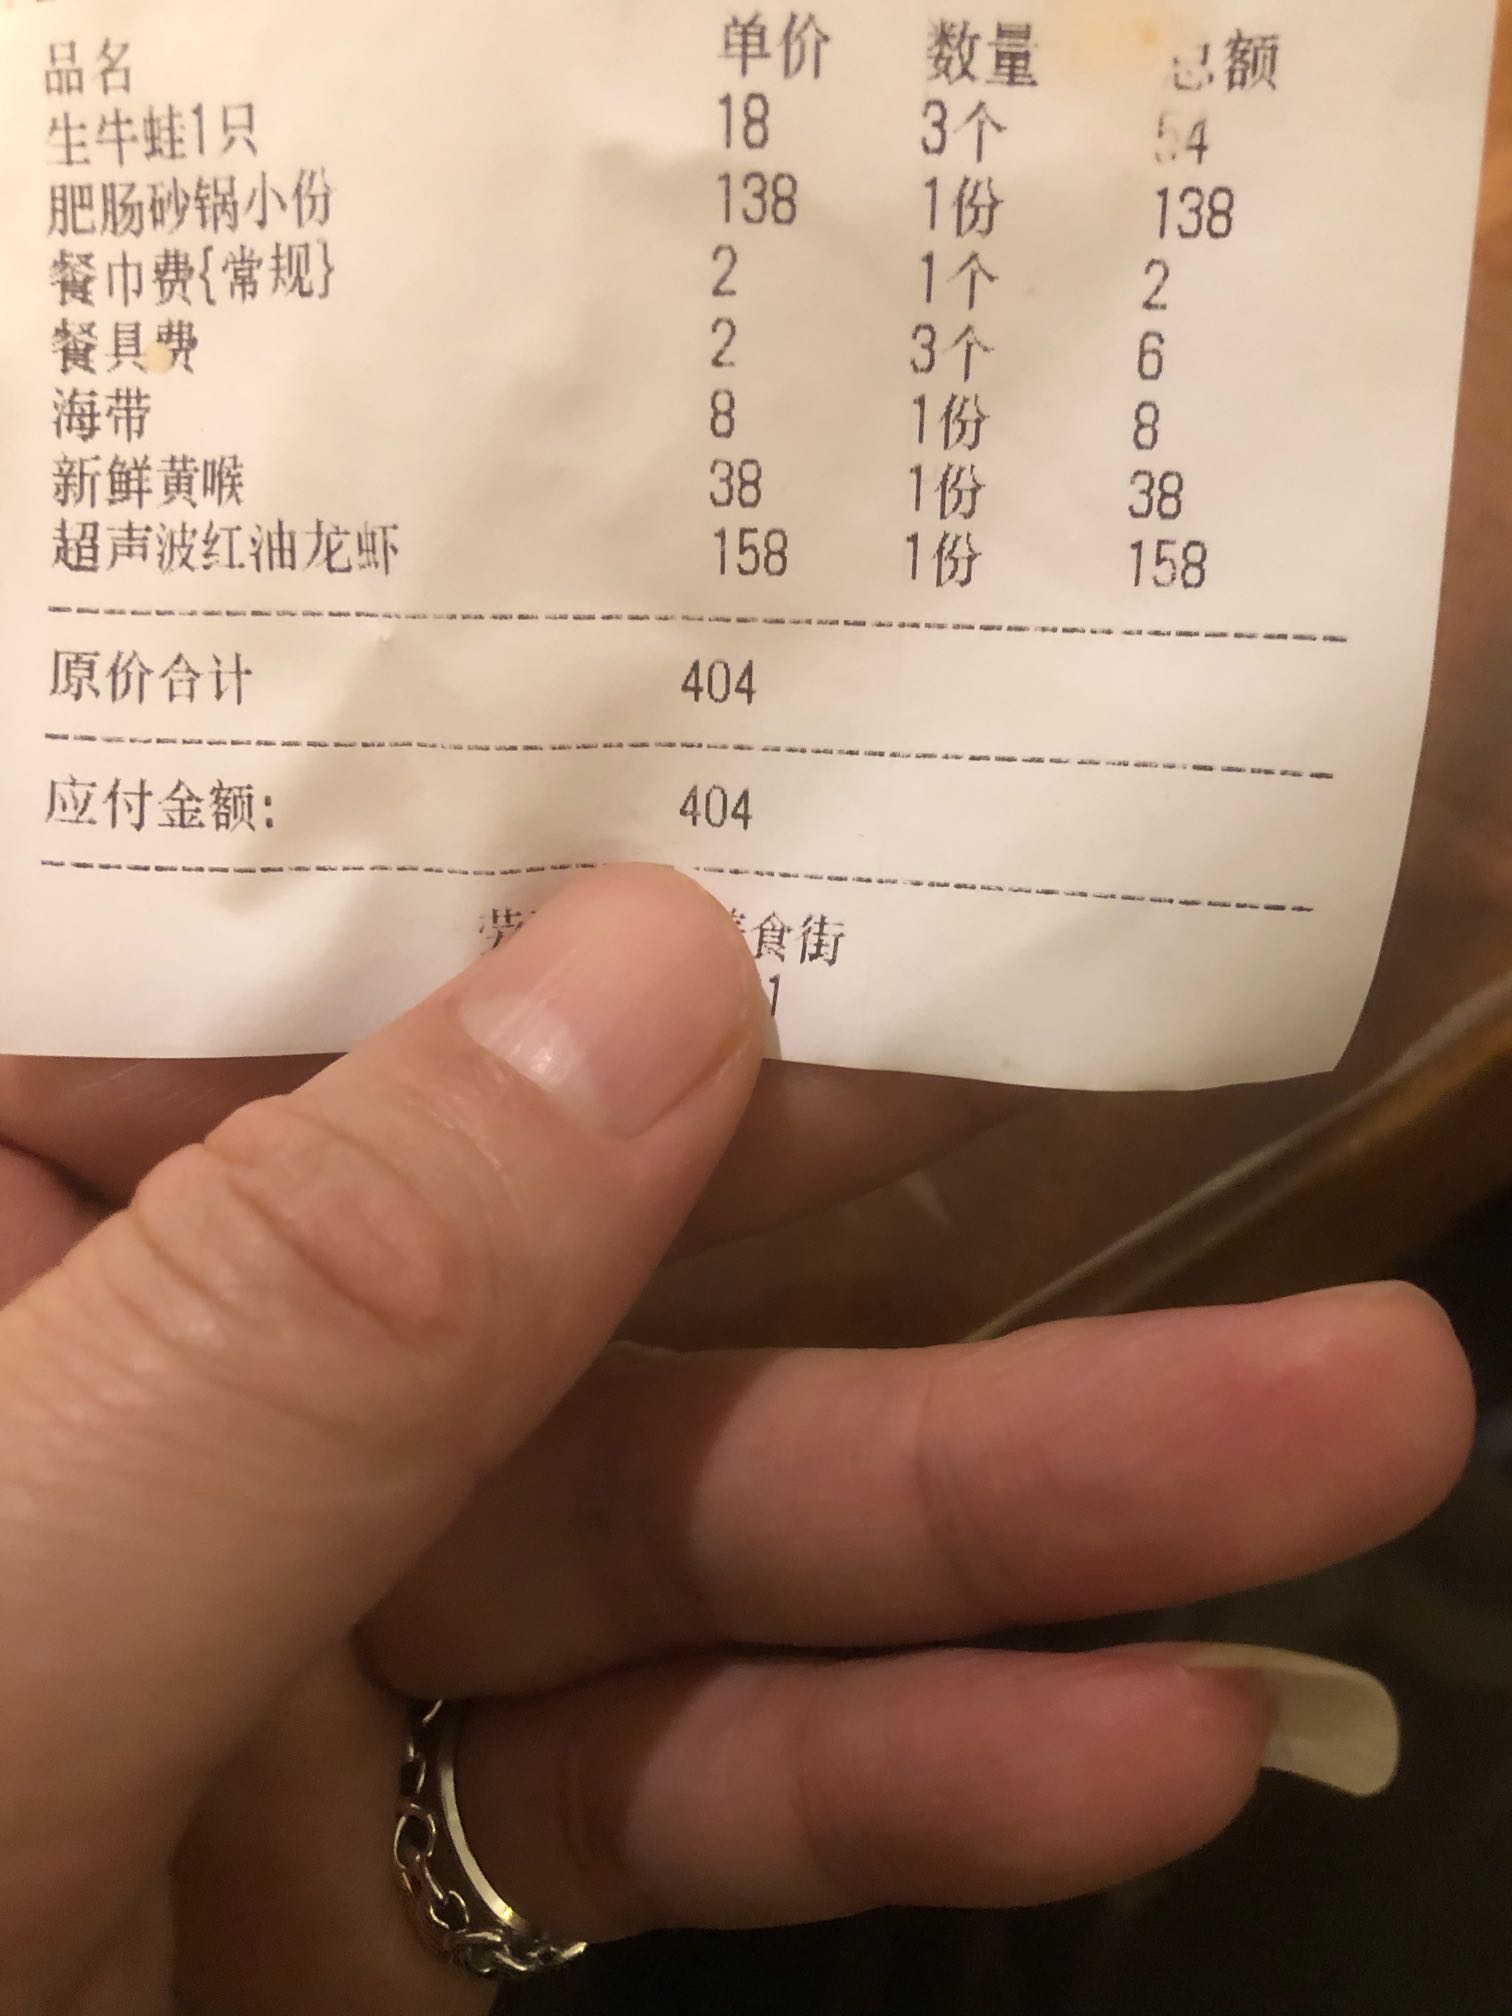 品名 单价 数量 总额
生牛蛙1只 18 3个 54
肥肠砂锅小份 138 1份 138
餐巾费{常规} 2 1个 2
餐具费 2 3个 6
海带 8 1份 8
新鲜黄喉 38 1份 38
超声波红油龙虾 158 1份 158
原价合计 404
应付金额: 404
劳 食街
1